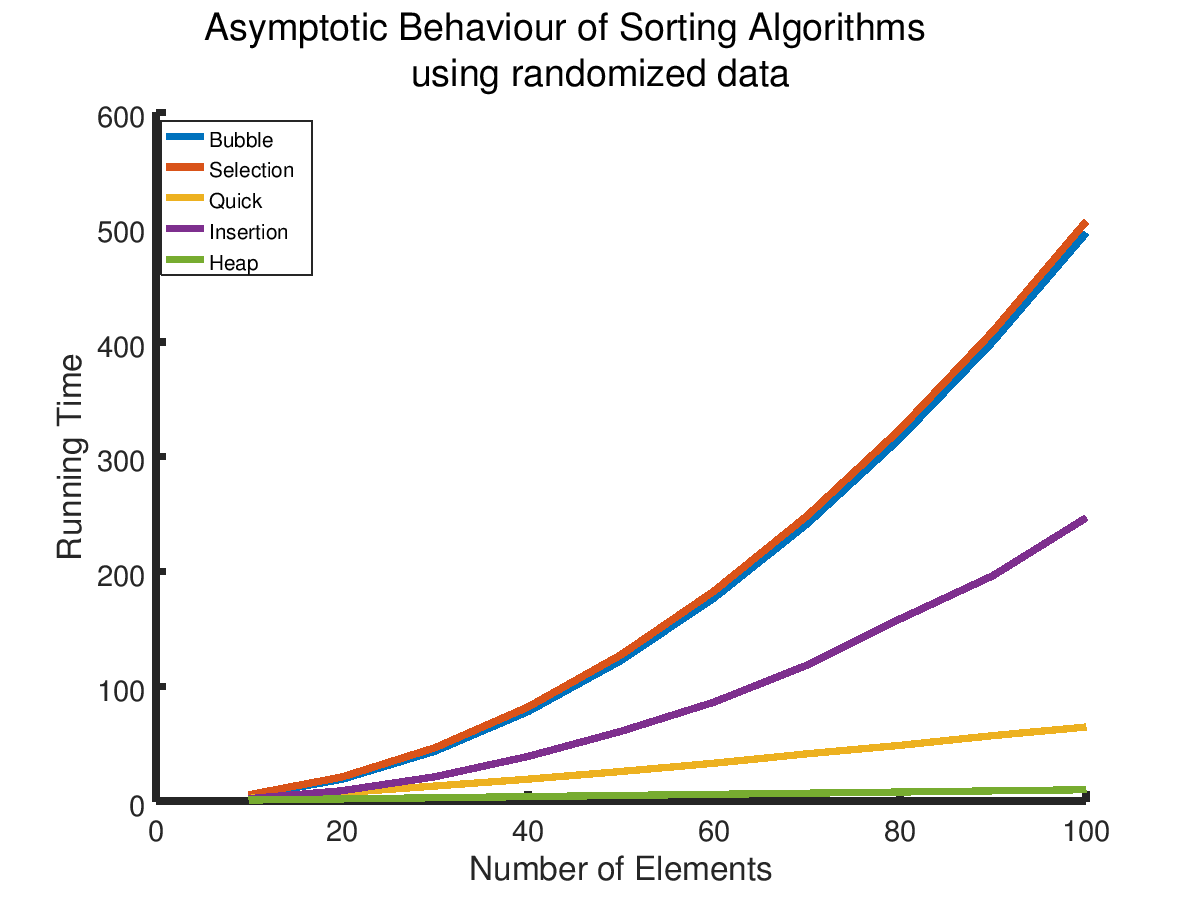 Asymptotic Behaviour of Sorting Algorithms
using randomized data
600
500
400
300
200
100
0
Running Time
Bubble
Selection
Quick
Insertion
Heap
0 20 40 60 80 100
Number of Elements